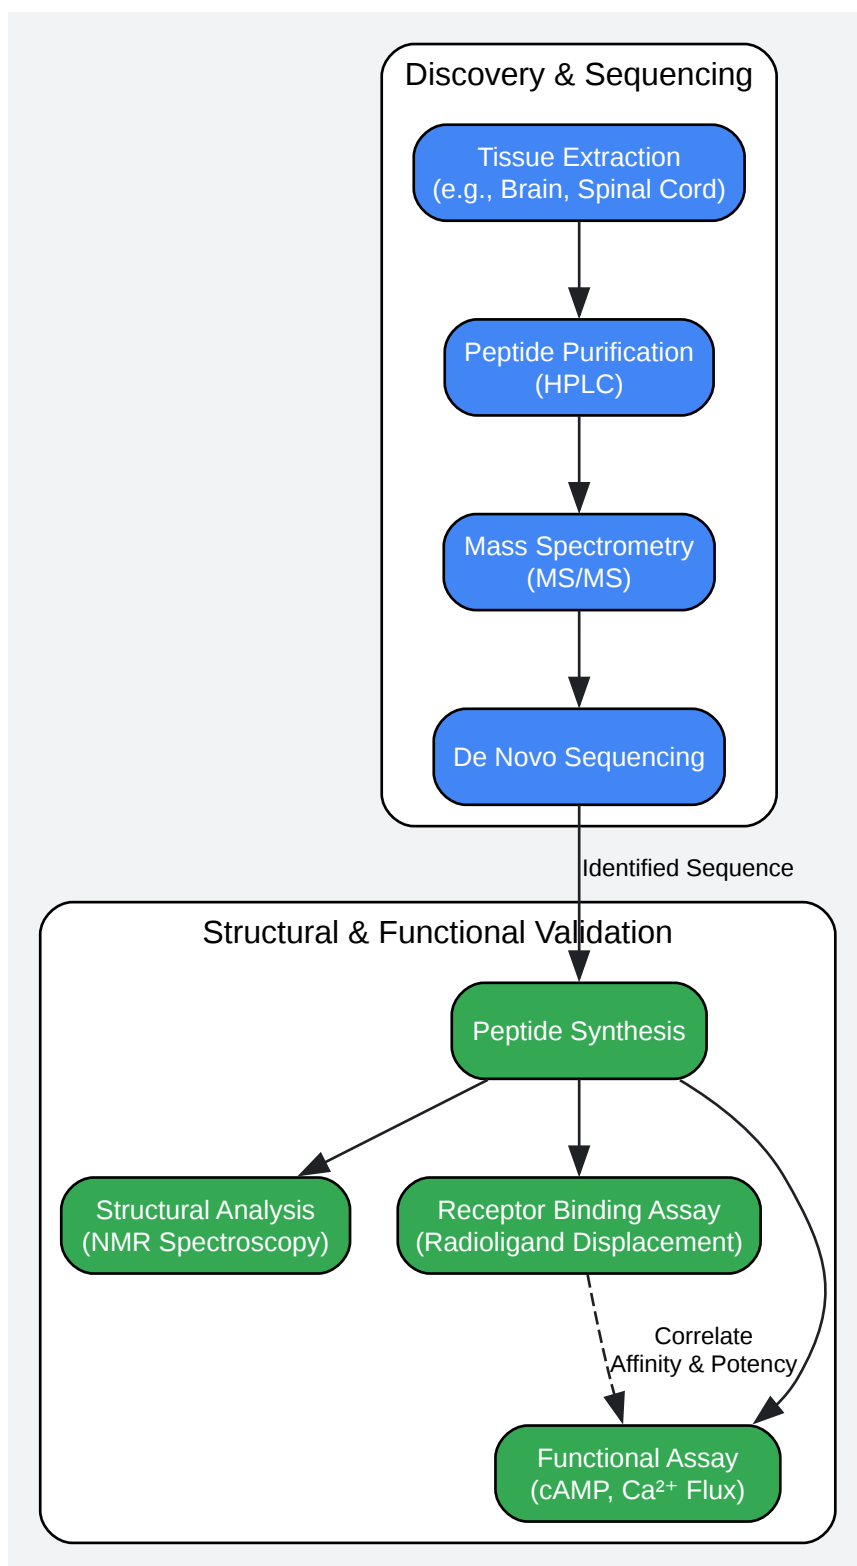 Discovery & Sequencing
Tissue Extraction
(e.g., Brain, Spinal Cord)
Peptide Purification
(HPLC)
Mass Spectrometry
(MS/MS)
De Novo Sequencing
Identified Sequence
Structural & Functional Validation
Peptide Synthesis
Structural Analysis
(NMR Spectroscopy)
Receptor Binding Assay
(Radioligand Displacement)
Correlate
Affinity & Potency
Functional Assay
(cAMP, Ca²⁺ Flux)